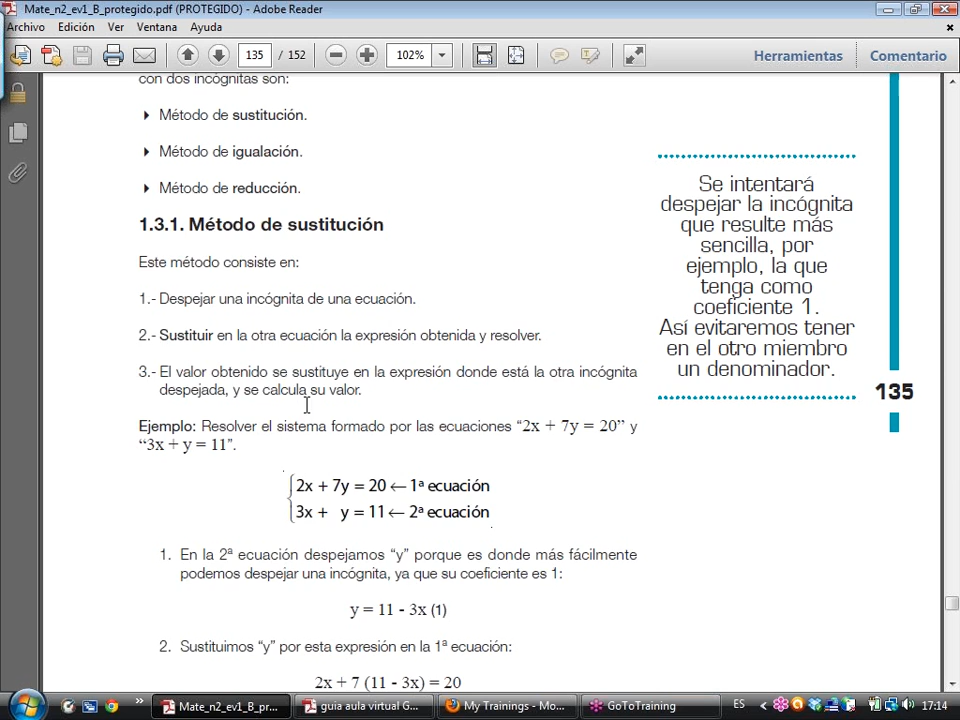 Mate_n2_ev1_B_protegido.pdf (PROTEGIDO) - Adobe Reader
Archivo Edición Ver Ventana Ayuda
135 / 152 102% Herramientas Comentario
con dos incógnitas son:
Método de sustitución.
Método de igualación.
Método de reducción.
1.3.1. Método de sustitución
Este método consiste en:
1.- Despejar una incógnita de una ecuación.
2.- Sustituir en la otra ecuación la expresión obtenida y resolver.
3.- El valor obtenido se sustituye en la expresión donde está la otra incógnita
despejada, y se calcula su valor.
Ejemplo: Resolver el sistema formado por las ecuaciones “2x + 7y = 20” y
“3x + y = 11”.
2x + 7y = 20 ← 1ª ecuación
3x + y = 11 ← 2ª ecuación
1. En la 2ª ecuación despejamos “y” porque es donde más fácilmente
podemos despejar una incógnita, ya que su coeficiente es 1:
y = 11 - 3x (1)
2. Sustituimos “y” por esta expresión en la 1ª ecuación:
2x + 7 (11 - 3x) = 20
Se intentará
despejar la incógnita
que resulte más
sencilla, por
ejemplo, la que
tenga como
coeficiente 1.
Así evitaremos tener
en el otro miembro
un denominador.
135
Mate_n2_ev1_B_pr... guia aula virtual G... My Trainings - Mo... GoToTraining ES 17:14